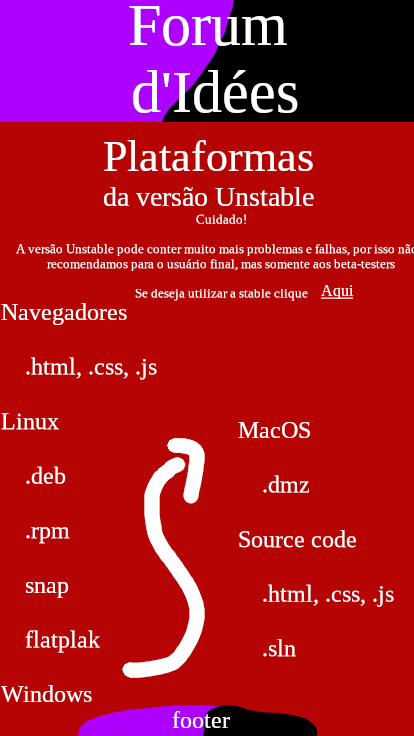 Forum
d'Idées
Plataformas
da versão Unstable
Cuidado!
A versão Unstable pode conter muito mais problemas e falhas, por isso não
recomendamos para o usuário final, mas somente aos beta-testers
Se deseja utilizar a stable clique Aqui
Navegadores
.html, .css, .js
Linux
.deb
.rpm
snap
flatplak
Windows
MacOS
.dmz
Source code
.html, .css, .js
.sln
footer